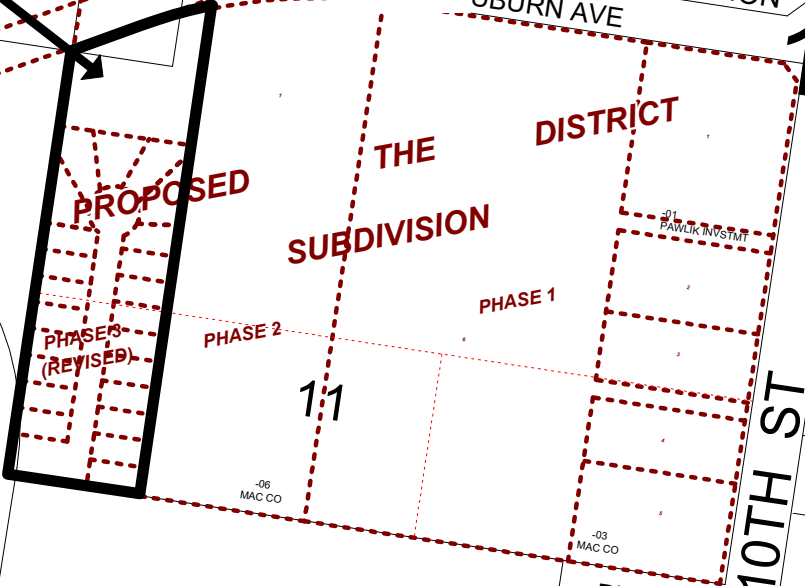 UBURN AVE
ON
DISTRICT
THE
PROPOSED
SUBDIVISION
-01
PAWLIK INVSTMT
PHASE 1
PHASE 2
PHASE 3
(REVISED)
11
10TH ST
-06
MAC CO
-03
MAC CO